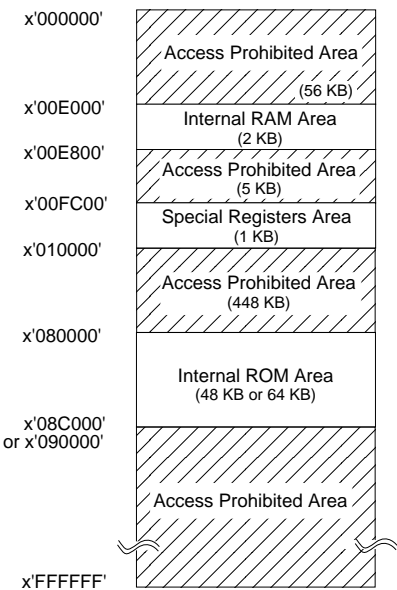 x'000000'
Access Prohibited Area
(56 KB)
x'00E000'
Internal RAM Area
(2 KB)
x'00E800'
Access Prohibited Area
(5 KB)
x'00FC00'
Special Registers Area
(1 KB)
x'010000'
Access Prohibited Area
(448 KB)
x'080000'
Internal ROM Area
(48 KB or 64 KB)
x'08C000'
or x'090000'
Access Prohibited Area
x'FFFFFF'